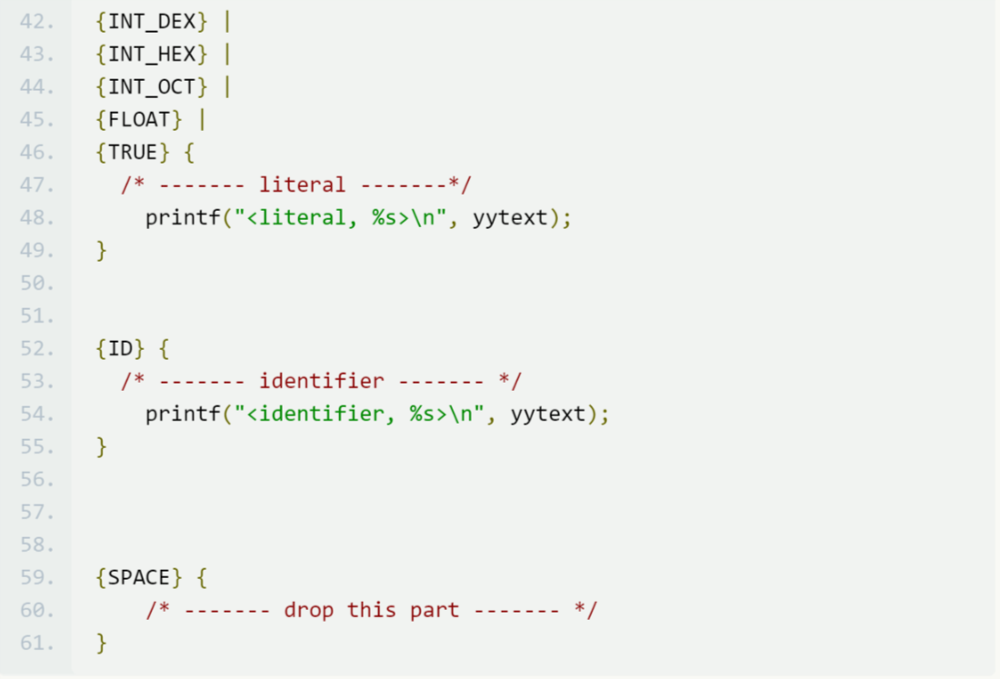 42. {INT_DEX} |
43. {INT_HEX} |
44. {INT_OCT} |
45. {FLOAT} |
46. {TRUE} {
47.   /* ------- literal -------*/
48.     printf("<literal, %s>\n", yytext);
49. }
50.
51.
52. {ID} {
53.   /* ------- identifier ------- */
54.     printf("<identifier, %s>\n", yytext);
55. }
56.
57.
58.
59. {SPACE} {
60.     /* ------- drop this part ------- */
61. }